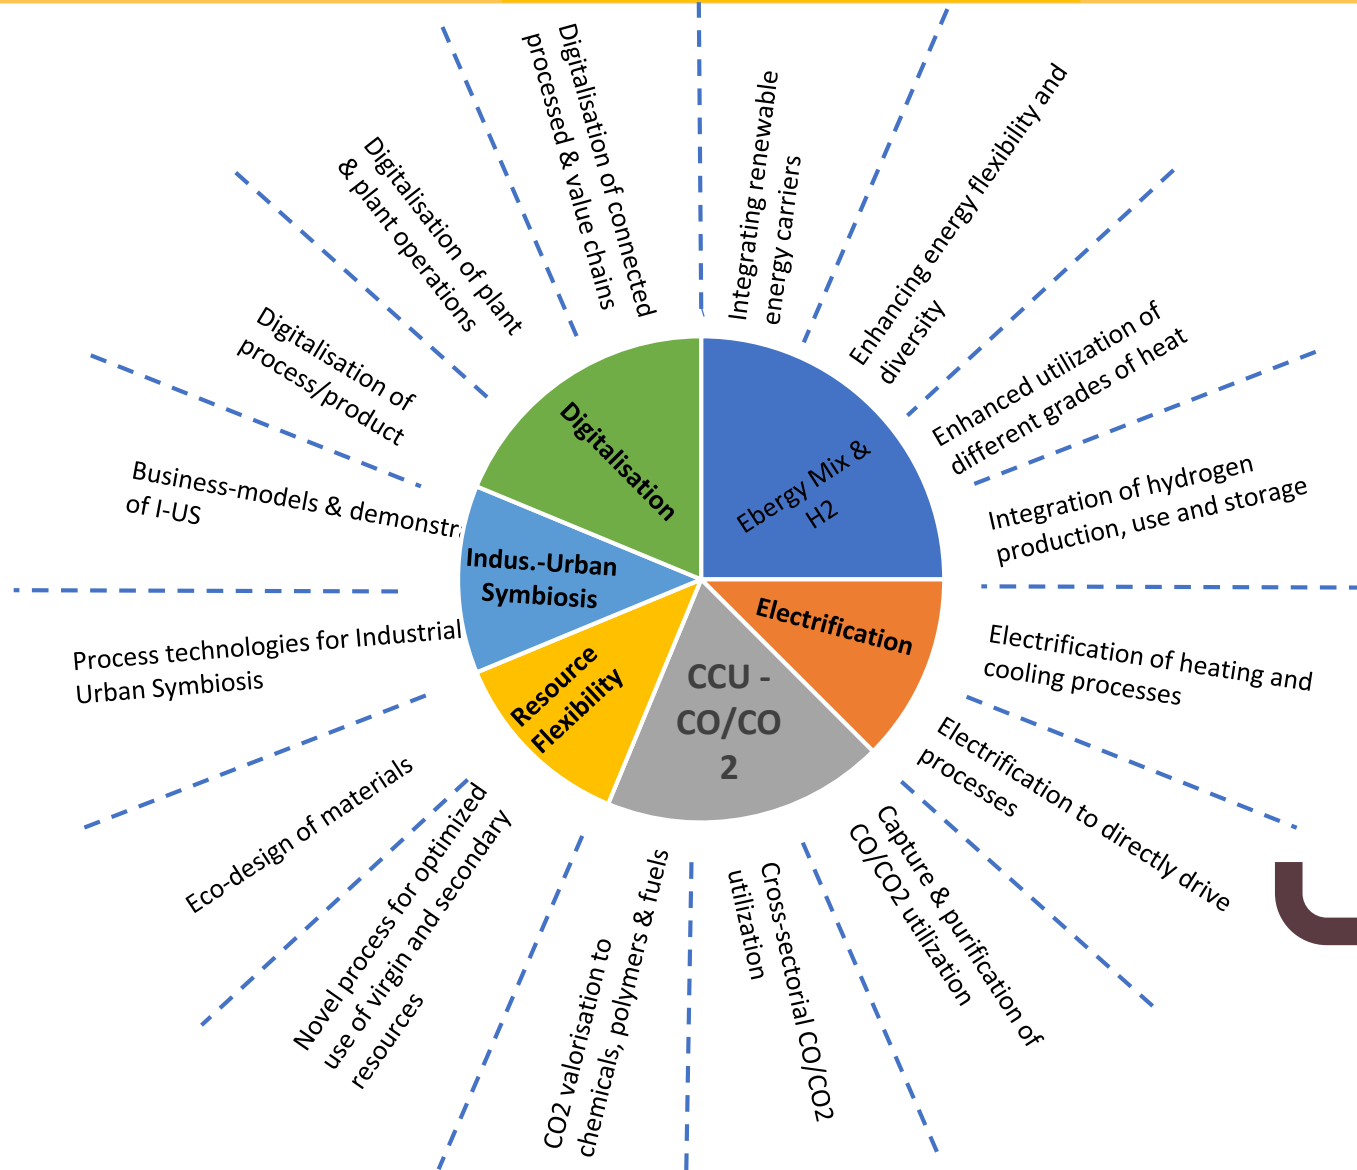 Digitalisation of connected
processed & value chains
Integrating renewable
energy carriers
Enhancing energy flexibility and
diversity
Enhanced utilization of
different grades of heat
Integration of hydrogen
production, use and storage
Electrification of heating and
cooling processes
Electrification to directly drive
processes
Capture & purification of
CO/CO2 utilization
Cross-sectorial CO/CO2
utilization
CO2 valorisation to
chemicals, polymers & fuels
Novel process for optimized
use of virgin and secondary
resources
Eco-design of materials
Process technologies for Industrial
Urban Symbiosis
Business-models & demonstra
of I-US
Digitalisation of
process/product
Digitalisation of plant
& plant operations
Digitalisation
Ebergy Mix &
H2
Electrification
CCU -
CO/CO
2
Resource
Flexibility
Indus.-Urban
Symbiosis